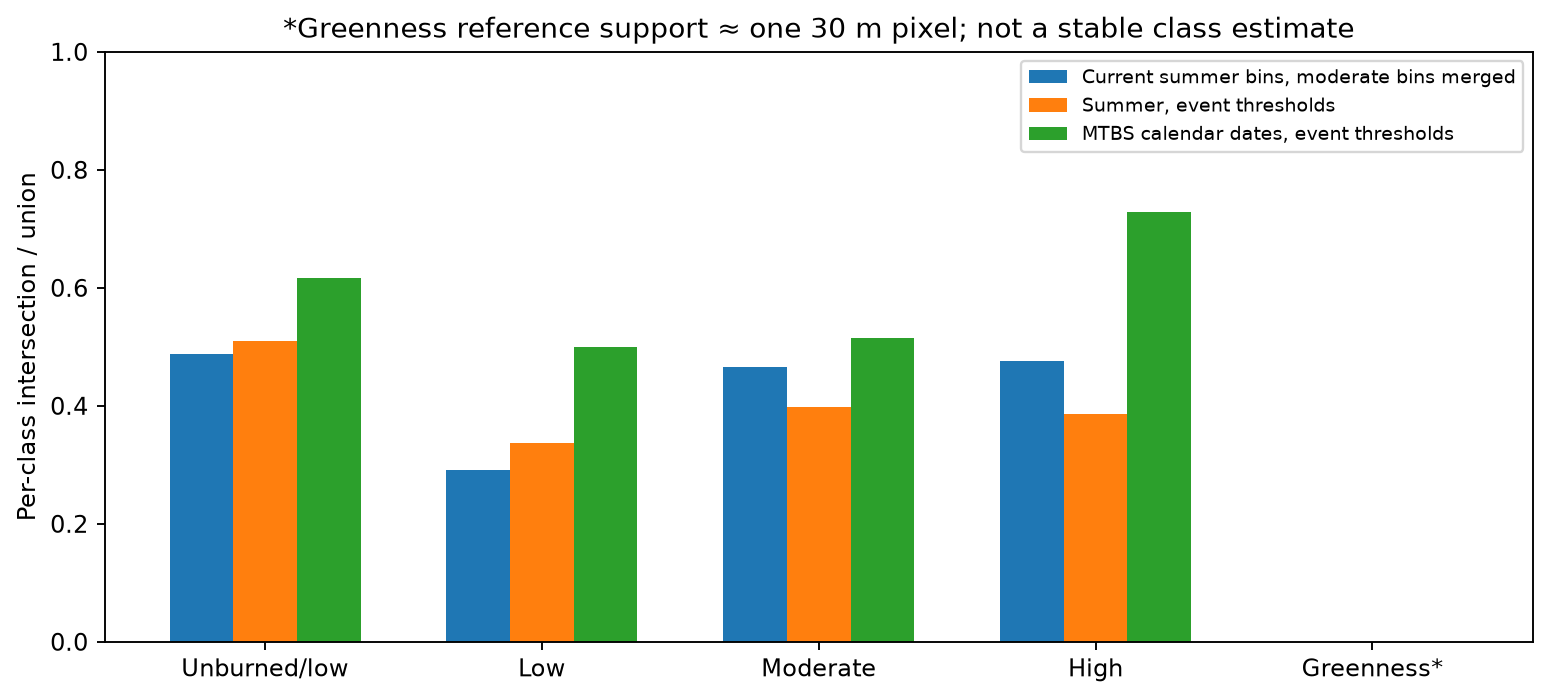 *Greenness reference support ≈ one 30 m pixel; not a stable class estimate
Current summer bins, moderate bins merged
Summer, event thresholds
MTBS calendar dates, event thresholds
Per-class intersection / union
1.0
0.8
0.6
0.4
0.2
0.0
Unburned/low
Low
Moderate
High
Greenness*